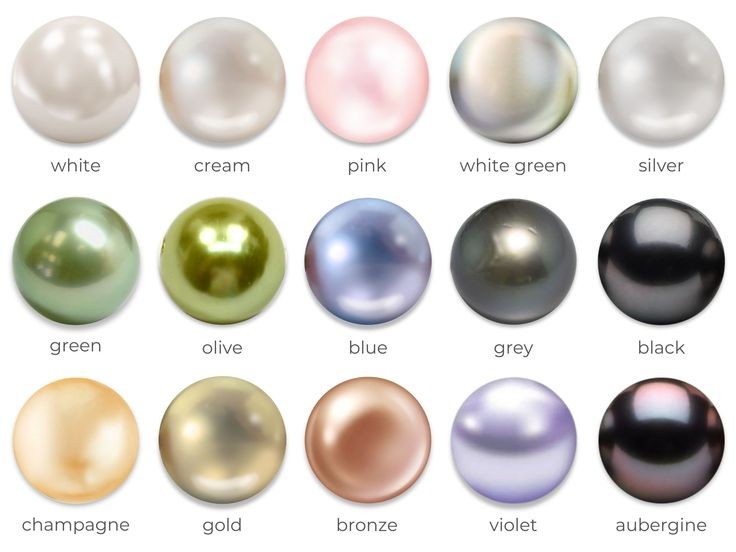 white
cream
pink
white green
silver
green
olive
blue
grey
black
champagne
gold
bronze
violet
aubergine